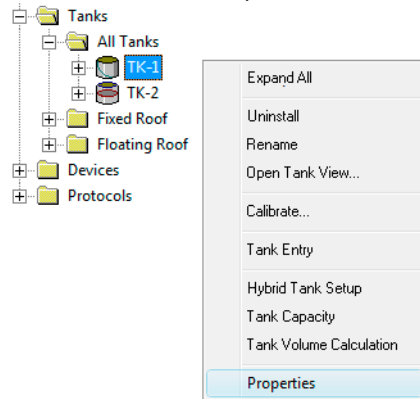 Tanks
All Tanks
TK-1
TK-2
Fixed Roof
Floating Roof
Devices
Protocols
Expand All
Uninstall
Rename
Open Tank View...
Calibrate...
Tank Entry
Hybrid Tank Setup
Tank Capacity
Tank Volume Calculation
Properties